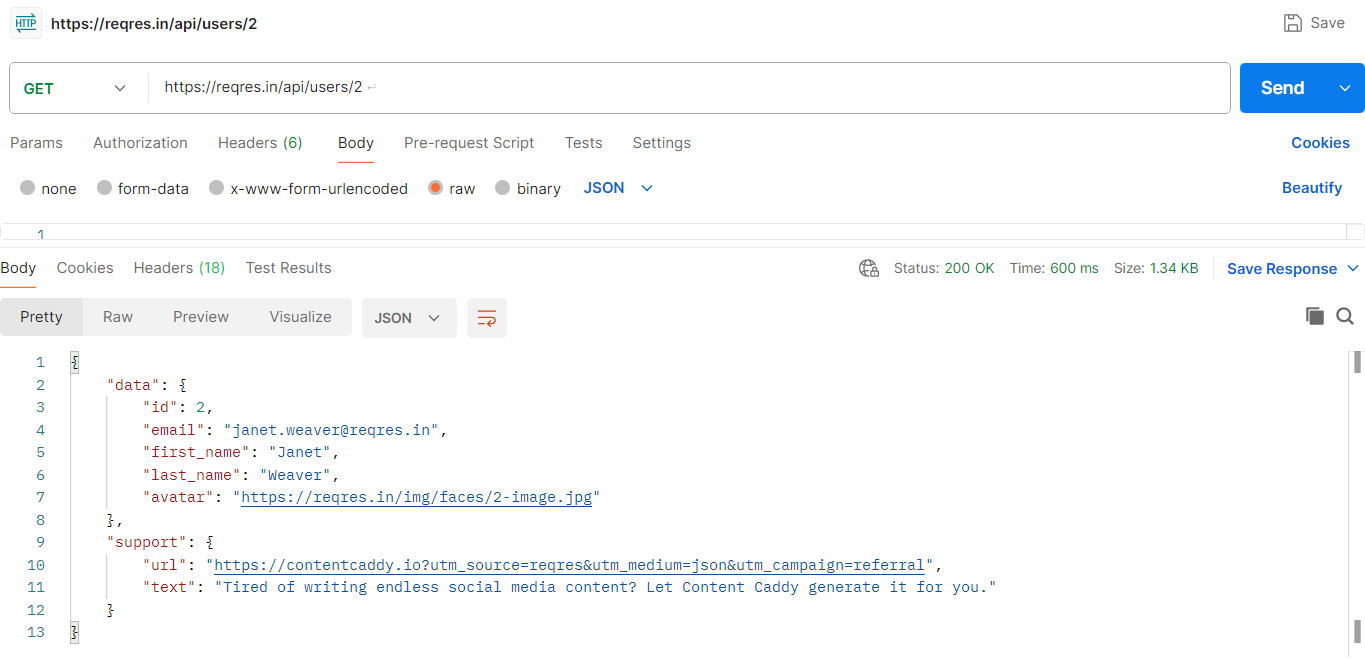 HTTP https://reqres.in/api/users/2 Save
GET https://reqres.in/api/users/2 Send
Params Authorization Headers (6) Body Pre-request Script Tests Settings Cookies
none form-data x-www-form-urlencoded raw binary JSON Beautify
1
Body Cookies Headers (18) Test Results Status: 200 OK Time: 600 ms Size: 1.34 KB Save Response
Pretty Raw Preview Visualize JSON
1 {
2 "data": {
3 "id": 2,
4 "email": "janet.weaver@reqres.in",
5 "first_name": "Janet",
6 "last_name": "Weaver",
7 "avatar": "https://reqres.in/img/faces/2-image.jpg"
8 },
9 "support": {
10 "url": "https://contentcaddy.io?utm_source=reqres&utm_medium=json&utm_campaign=referral",
11 "text": "Tired of writing endless social media content? Let Content Caddy generate it for you."
12 }
13 }